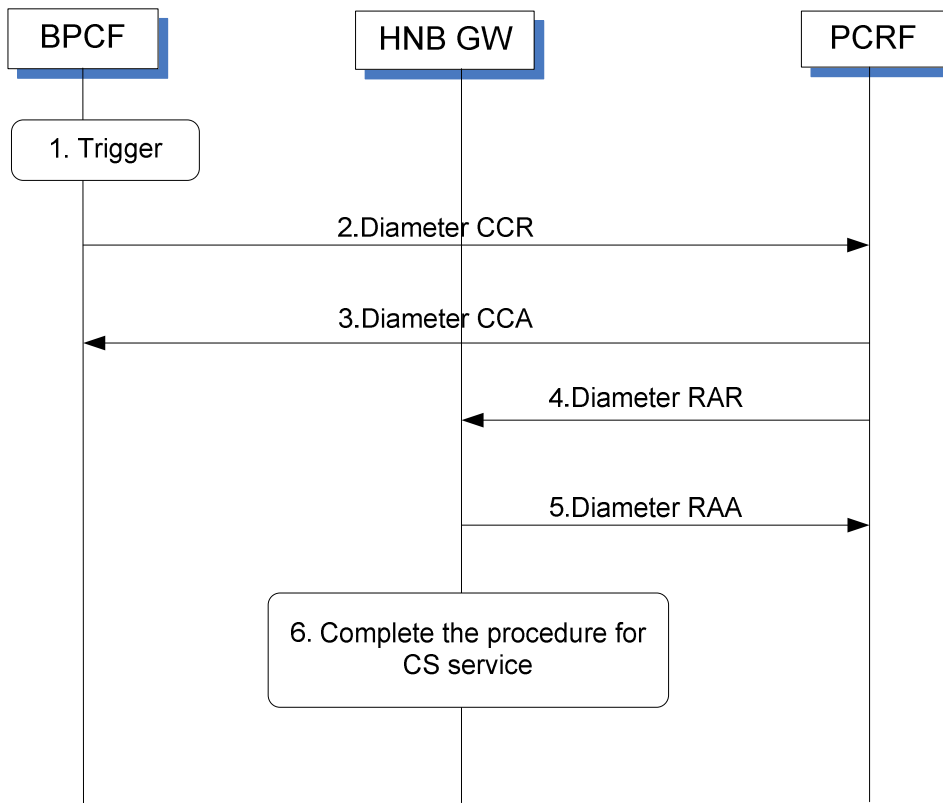 BPCF
HNB GW
PCRF
1. Trigger
2.Diameter CCR
3.Diameter CCA
4.Diameter RAR
5.Diameter RAA
6. Complete the procedure for
CS service